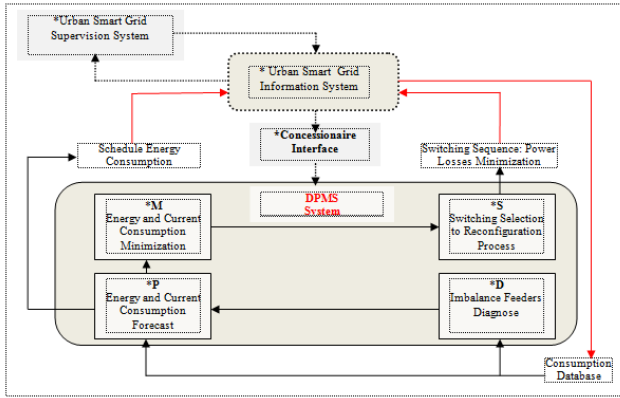 *Urban Smart Grid
Supervision System
* Urban Smart Grid
Information System
*Concessionaire
Interface
Schedule Energy
Consumption
Switching Sequence: Power
Losses Minimization
DPMS
System
*M
Energy and Current
Consumption
Minimization
*S
Switching Selection
to Reconfiguration
Process
*P
Energy and Current
Consumption
Forecast
*D
Imbalance Feeders
Diagnose
Consumption
Database